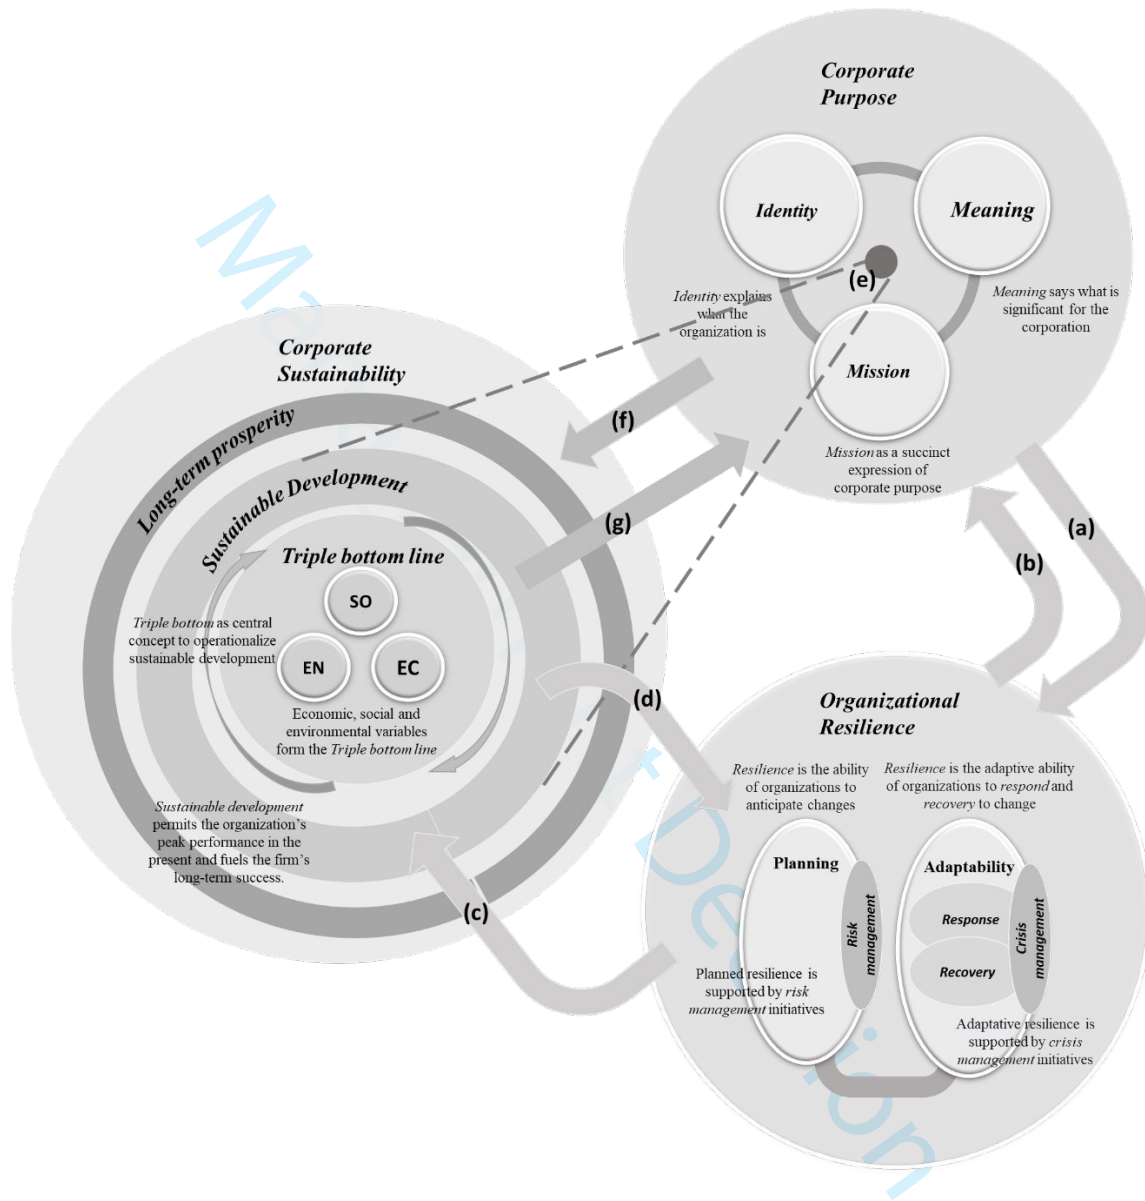 Corporate
Purpose
Identity
Meaning
(e)
Identity explains
what the
organization is
Meaning says what is
significant for the
corporation
Mission
Mission as a succinct
expression of
corporate purpose
Corporate
Sustainability
Long-term prosperity
Sustainable Development
Triple bottom line
SO
EN
EC
Triple bottom as central
concept to operationalize
sustainable development
Economic, social and
environmental variables
form the Triple bottom line
Sustainable development
permits the organization's
peak performance in the
present and fuels the firm's
long-term success.
(f)
(g)
(a)
(b)
(d)
(c)
Organizational
Resilience
Resilience is the ability
of organizations to
anticipate changes
Resilience is the adaptive ability
of organizations to respond and
recovery to change
Planning
Risk
management
Planned resilience is
supported by risk
management initiatives
Adaptability
Response
Recovery
Crisis
management
Adaptative resilience is
supported by crisis
management initiatives